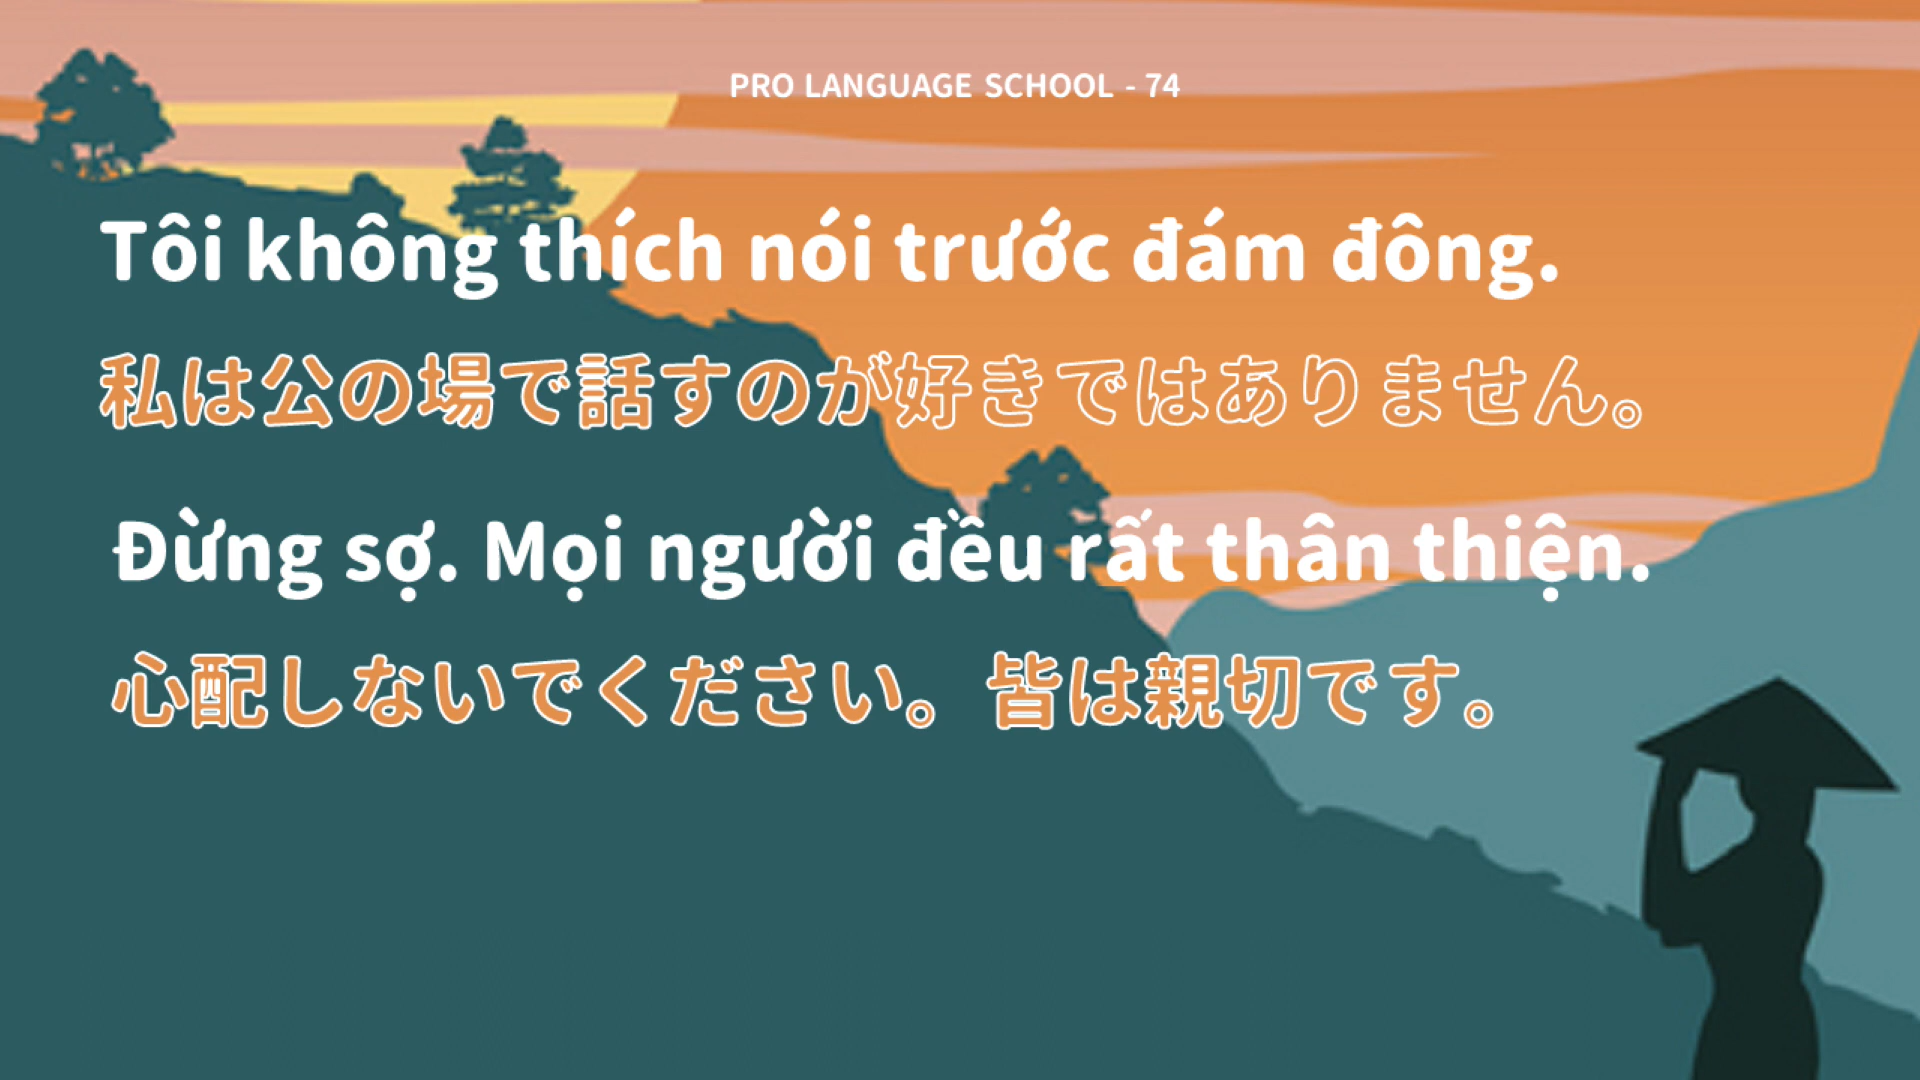 PRO LANGUAGE SCHOOL - 74
Tôi không thích nói trước đám đông.
私は公の場で話すのが好きではありません。
Đừng sợ. Mọi người đều rất thân thiện.
心配しないでください。皆は親切です。